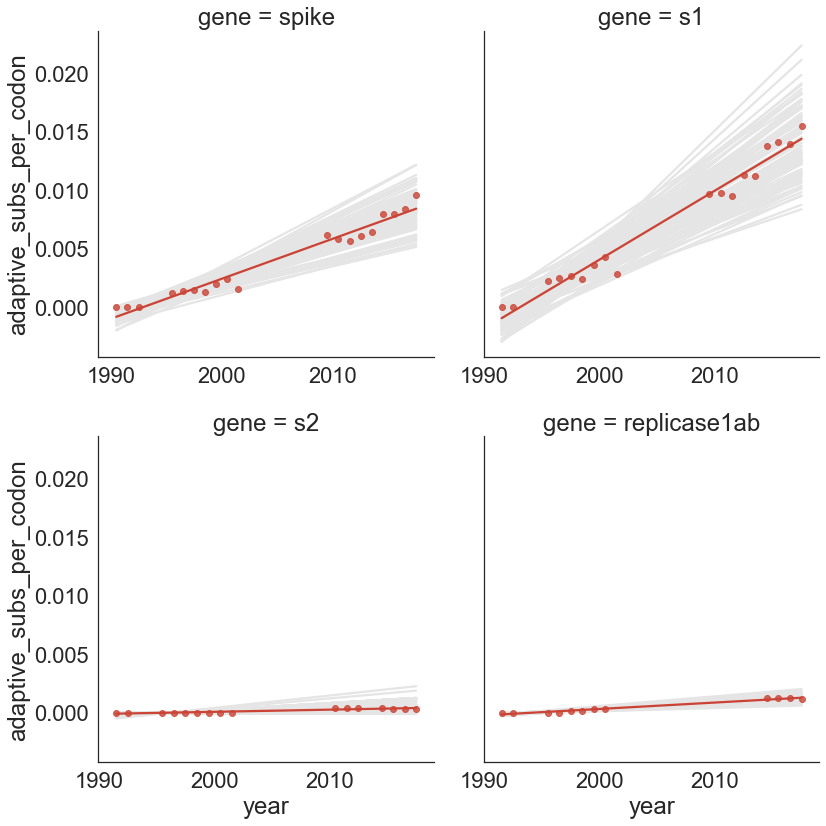 gene = spike
gene = s1
adaptive_subs_per_codon
0.020
0.015
0.010
0.005
0.000
1990 2000 2010
1990 2000 2010
gene = s2
gene = replicase1ab
adaptive_subs_per_codon
0.020
0.015
0.010
0.005
0.000
1990 2000 2010
year
1990 2000 2010
year